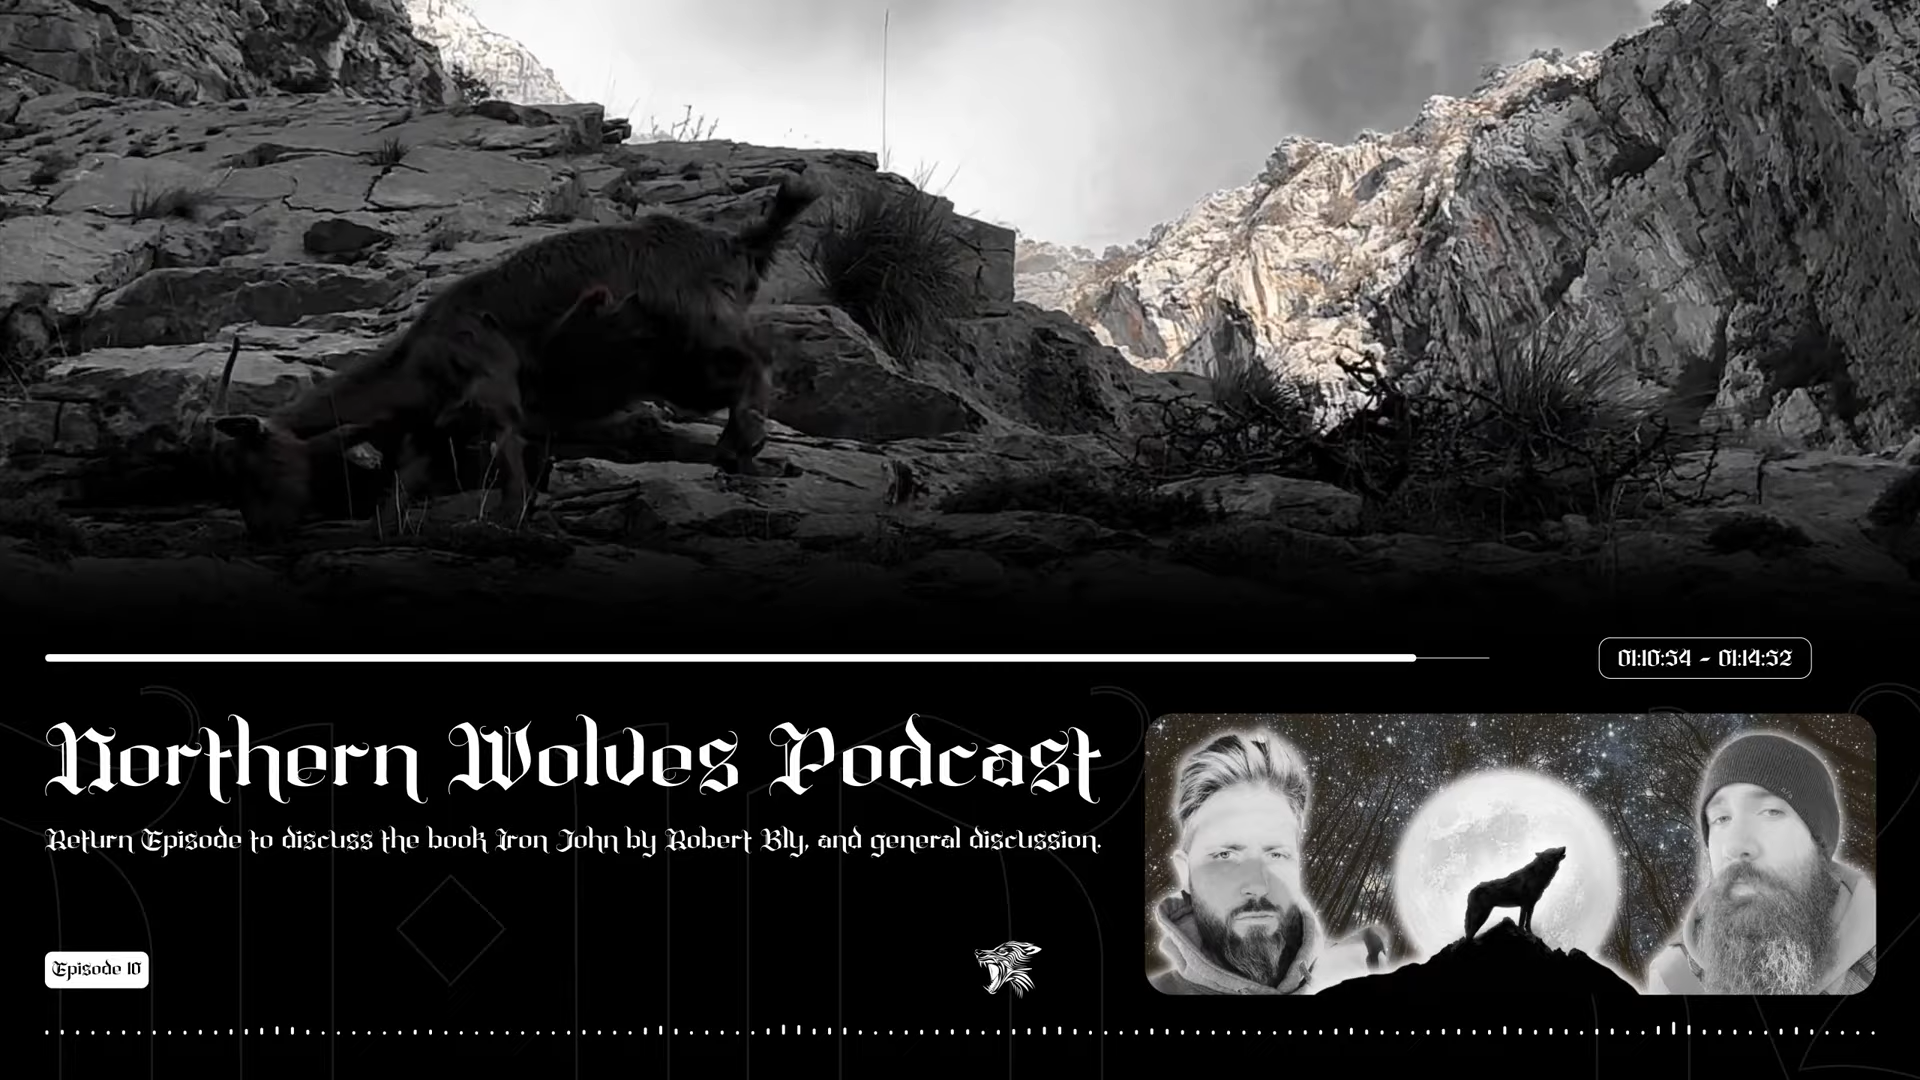 01:10:54 - 01:14:52
Northern Wolves Podcast
Return Episode to discuss the book Iron John by Robert Bly, and general discussion.
Episode 10